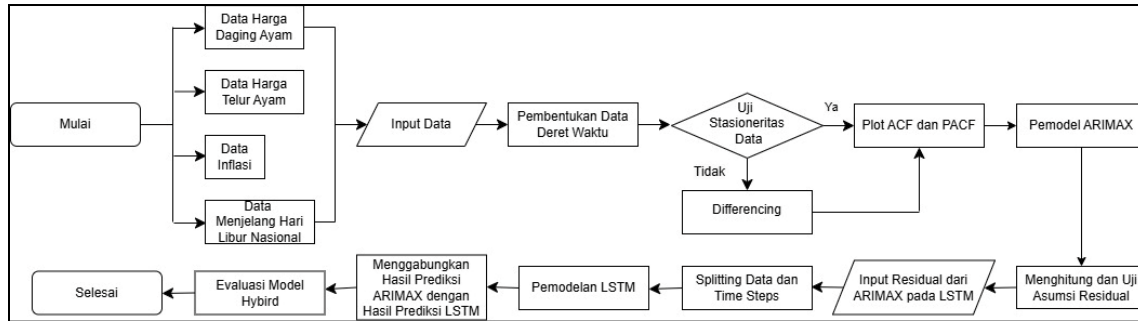 Mulai
Data Harga
Daging Ayam
Data Harga
Telur Ayam
Data
Inflasi
Data
Menjelang Hari
Libur Nasional
Input Data
Pembentukan Data
Deret Waktu
Uji
Stasioneritas
Data
Ya
Tidak
Differencing
Plot ACF dan PACF
Pemodel ARIMAX
Menghitung dan Uji
Asumsi Residual
Input Residual dari
ARIMAX pada LSTM
Splitting Data dan
Time Steps
Pemodelan LSTM
Menggabungkan
Hasil Prediksi
ARIMAX dengan
Hasil Prediksi LSTM
Evaluasi Model
Hybird
Selesai